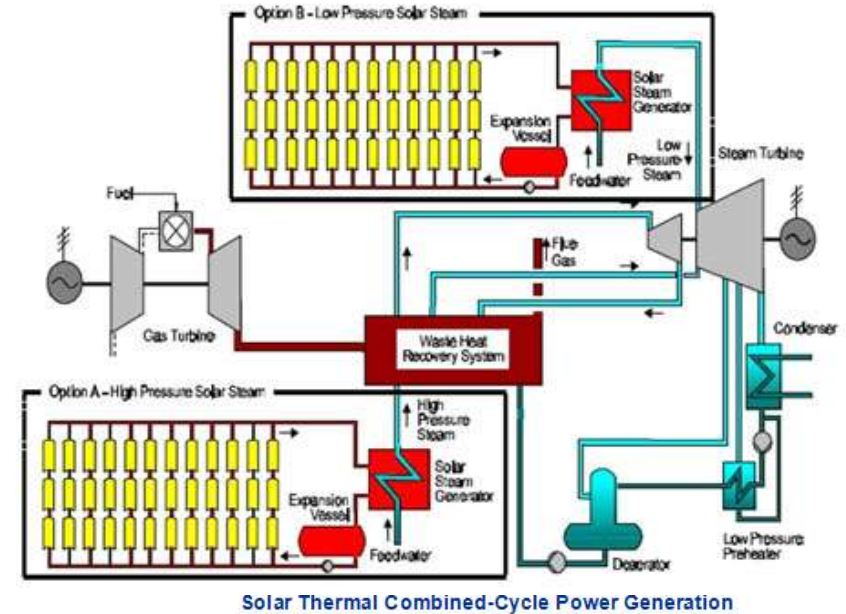 Option B - Low Pressure Solar Steam
Solar
Steam
Generator
Expansion
Vessel
Feedwater
Low
Pressure
Steam
Steam Turbine
Fuel
Gas Turbine
Flue
Gas
Waste Heat
Recovery System
Condenser
Option A - High Pressure Solar Steam
High
Pressure
Steam
Solar
Steam
Generator
Expansion
Vessel
Feedwater
Deaerator
Low Pressure
Preheater
Solar Thermal Combined-Cycle Power Generation